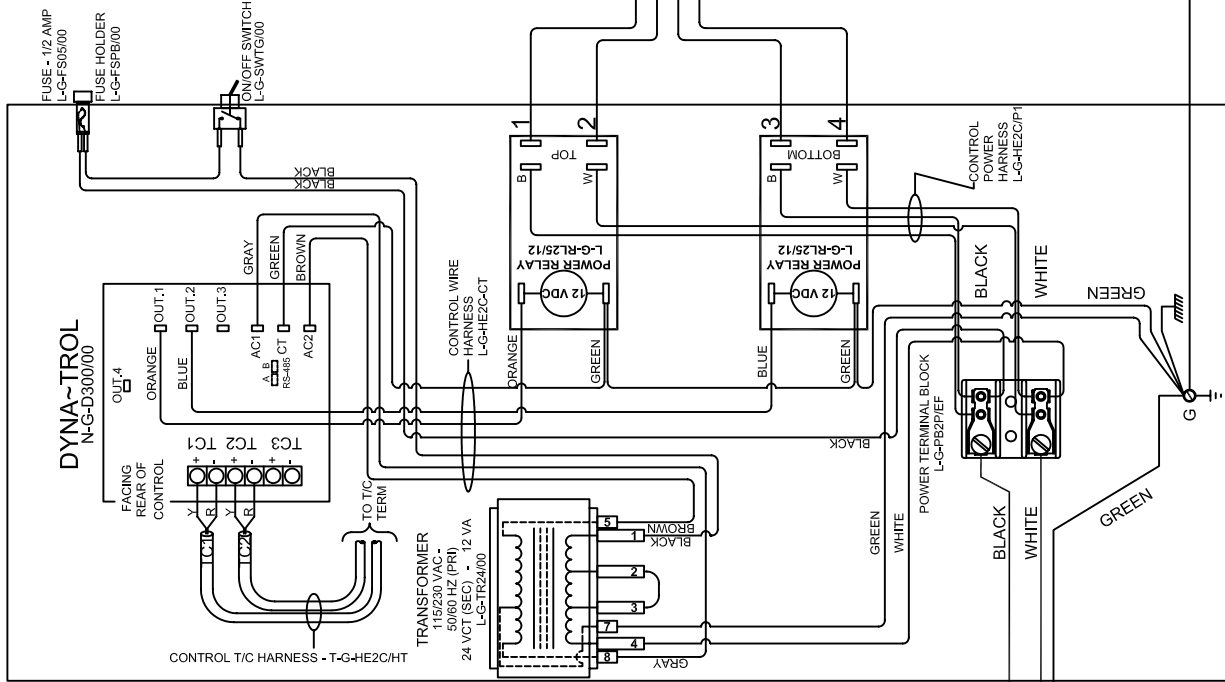 FUSE - 1/2 AMP
L-G-FS05/00
FUSE HOLDER
L-G-FSPB/00
ON/OFF SWITCH
L-G-SWTG/00
BLACK
BLACK
1
2
TOP
B
W
POWER RELAY
L-G-RL25/12
12 VDC
3
4
BOTTOM
B
W
POWER RELAY
L-G-RL25/12
12 VDC
CONTROL
POWER
HARNESS
L-G-HE2C/P1
BLACK
WHITE
GREEN
GRAY
GREEN
BROWN
DYNA~TROL
N-G-D300/00
OUT.4
OUT.1
OUT.2
OUT.3
ORANGE
BLUE
AC1
CT
AC2
A B
RS-485
CONTROL WIRE
HARNESS
L-G-HE2C-CT
ORANGE
GREEN
BLUE
GREEN
TC1
TC2
TC3
+
-
+
-
+
-
FACING
REAR OF
CONTROL
Y
R
Y
R
C1
C2
TO T/C
TERM
CONTROL T/C HARNESS - T-G-HE2C/HT
TRANSFORMER
115/230 VAC -
50/60 HZ (PRI)
24 VCT (SEC) - 12 VA
L-G-TR24/00
5
BROWN
1
BLACK
2
3
7
4
8
GRAY
BLACK
GREEN
WHITE
POWER TERMINAL BLOCK
L-G-PB2P/EF
BLACK
WHITE
GREEN
G